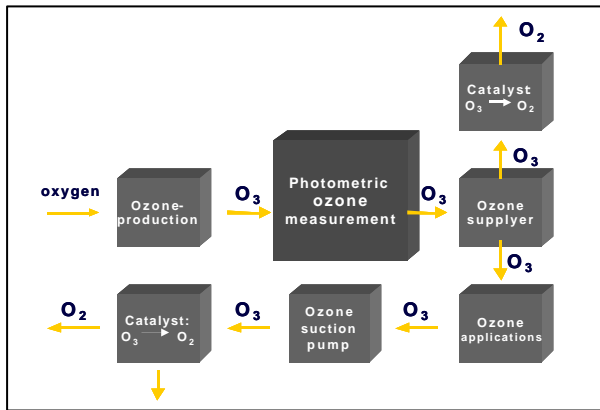 O2
Catalyst
O3 → O2
O3
oxygen
Ozone-
production
O3
Photometric
ozone
measurement
O3
Ozone
supplyer
O3
O2
Catalyst:
O3 → O2
O3
Ozone
suction
pump
O3
Ozone
applications